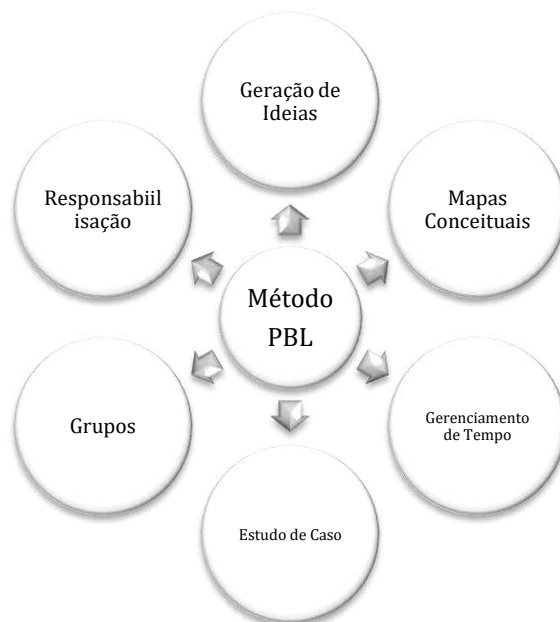 Geração de
Ideias
Responsabiil
isação
Mapas
Conceituais
Método
PBL
Grupos
Gerenciamento
de Tempo
Estudo de Caso